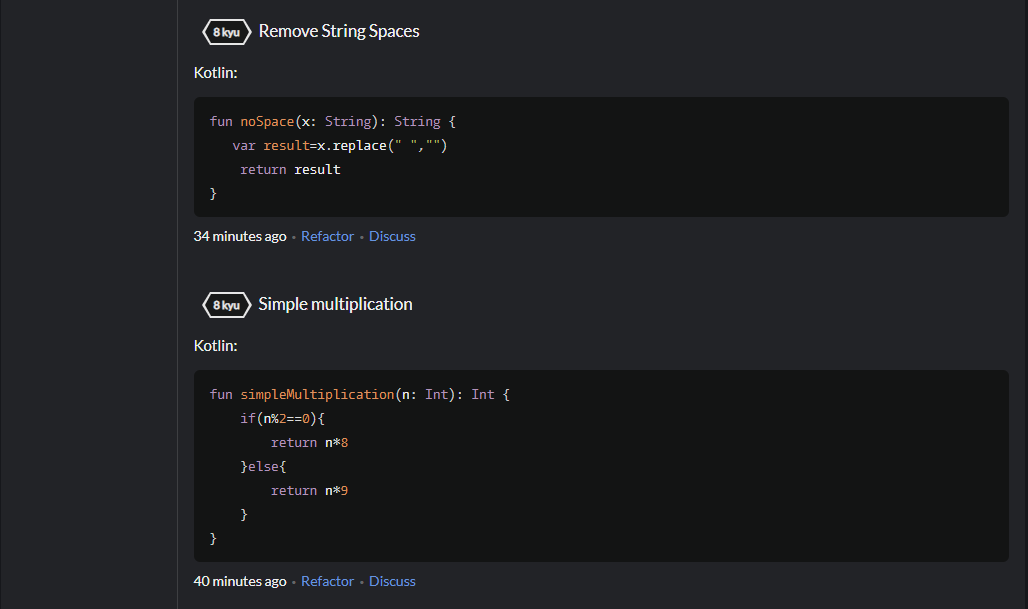 8 kyu Remove String Spaces
Kotlin:
fun noSpace(x: String): String {
   var result=x.replace(" ","")
    return result
}
34 minutes ago • Refactor • Discuss
8 kyu Simple multiplication
Kotlin:
fun simpleMultiplication(n: Int): Int {
    if(n%2==0){
        return n*8
    }else{
        return n*9
    }
}
40 minutes ago • Refactor • Discuss